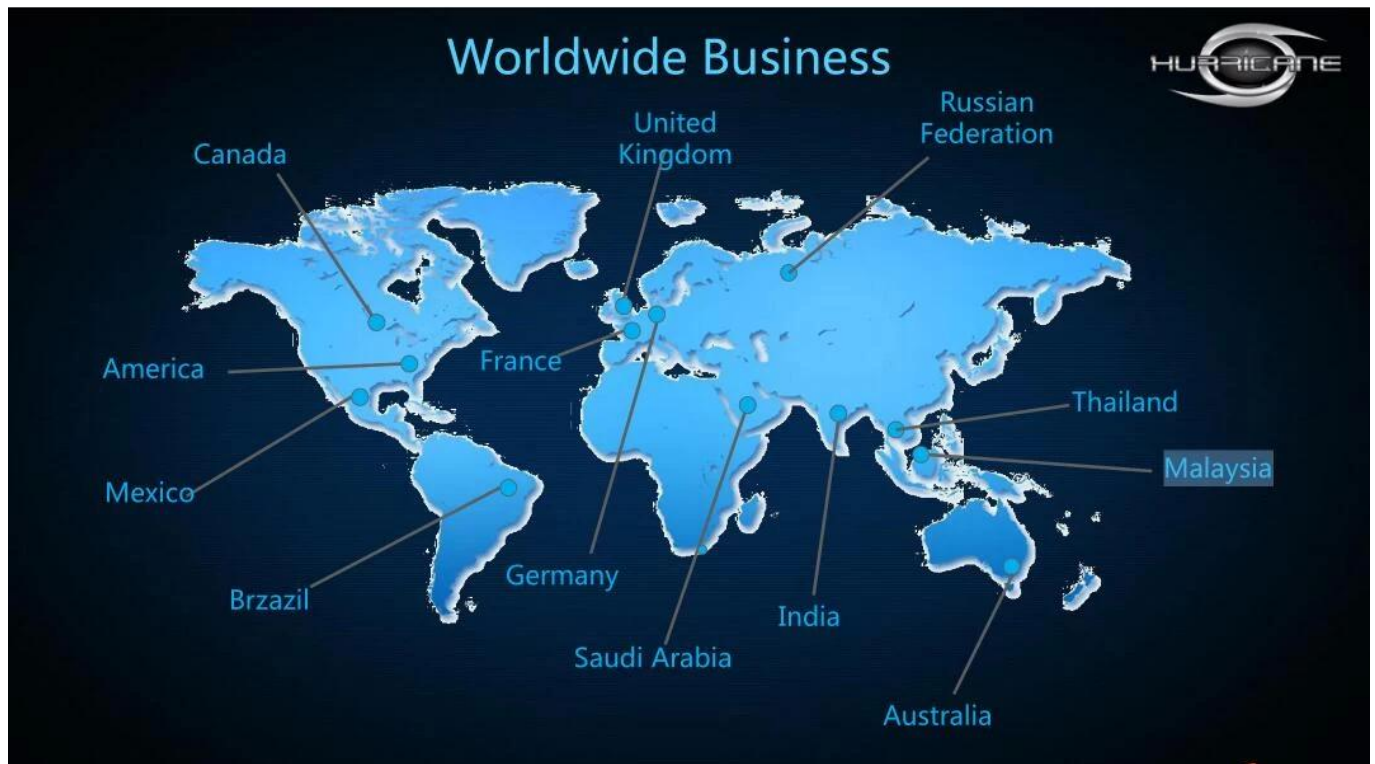 Worldwide Business
HURRICANE
Russian
Federation
United
Kingdom
Canada
America
France
Thailand
Malaysia
Mexico
Germany
Brzazil
India
Saudi Arabia
Australia